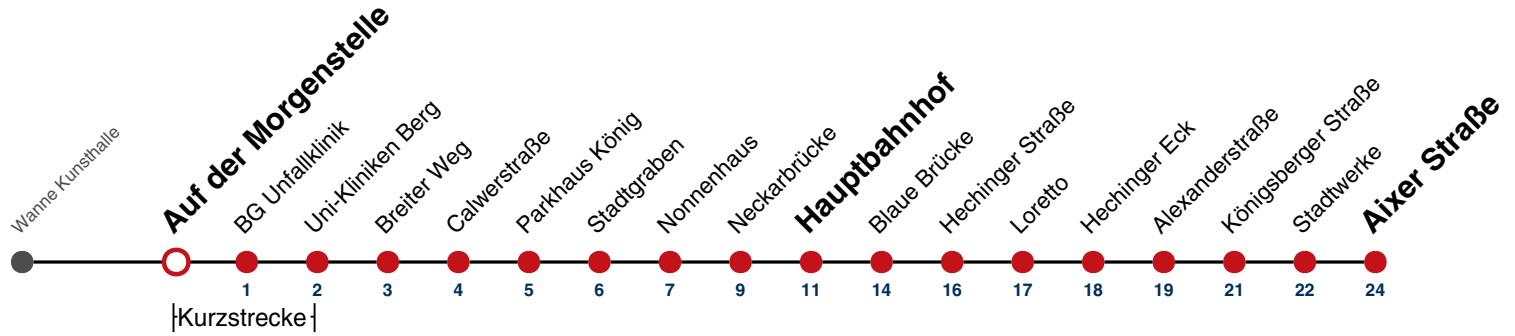 Wanne Kunsthalle
Auf der Morgenstelle
BG Unfallklinik
Uni-Kliniken Berg
Breiter Weg
Calwerstraße
Parkhaus König
Stadtgraben
Nonnenhaus
Neckarbrücke
Hauptbahnhof
Blaue Brücke
Hechinger Straße
Loretto
Hechinger Eck
Alexanderstraße
Königsberger Straße
Stadtwerke
Aixer Straße
1 2 3 4 5 6 7 9 11 14 16 17 18 19 21 22 24
Kurzstrecke